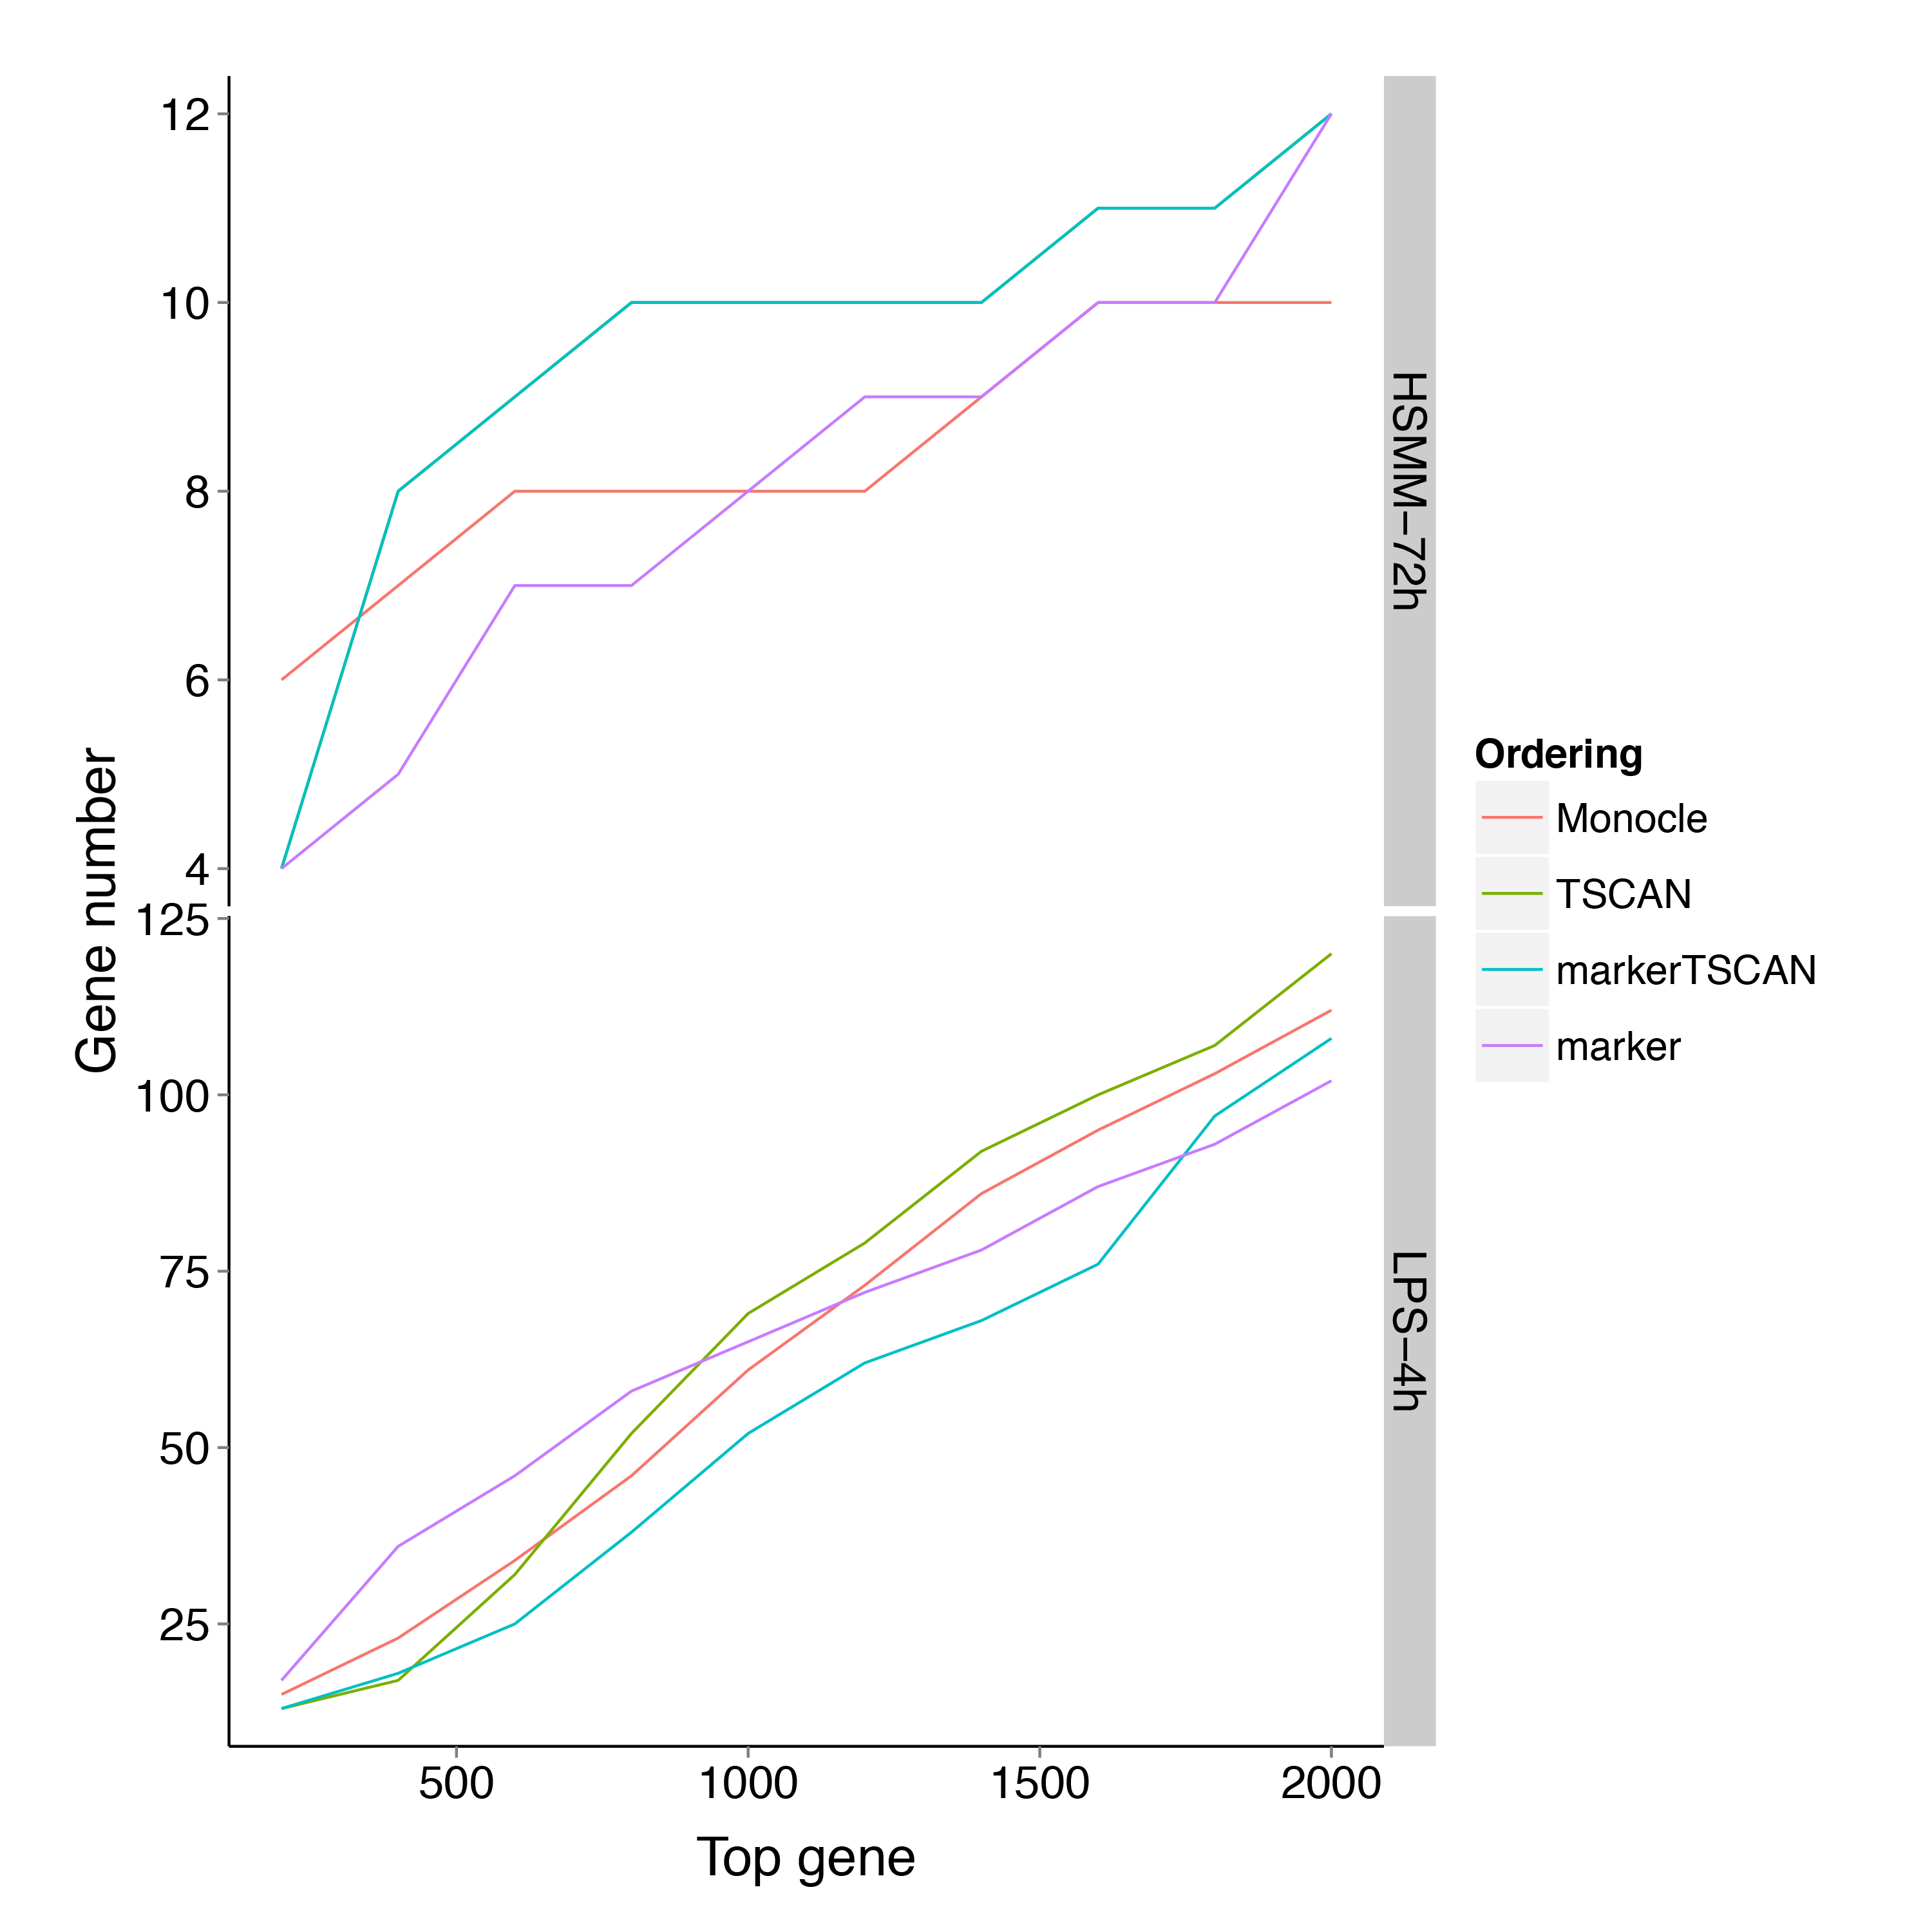 Gene number
12
10
8
6
4
HSMM−72h
125
100
75
50
25
LPS−4h
500 1000 1500 2000
Top gene
Ordering
Monocle
TSCAN
markerTSCAN
marker